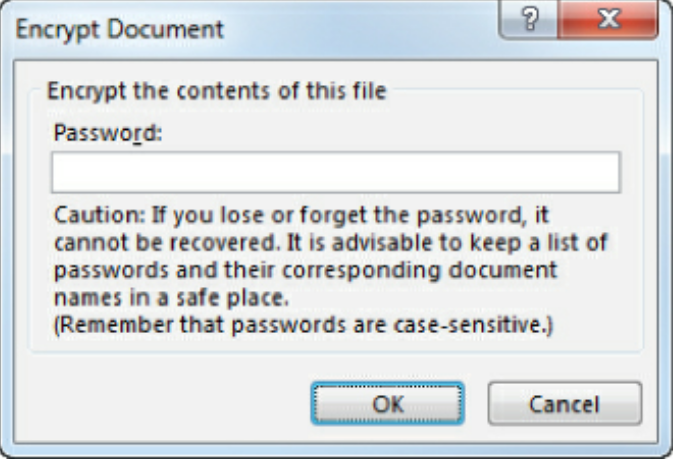 Encrypt Document
?
Encrypt the contents of this file
Password:
Caution: If you lose or forget the password, it
cannot be recovered. It is advisable to keep a list of
passwords and their corresponding document
names in a safe place.
(Remember that passwords are case-sensitive.)
OK Cancel